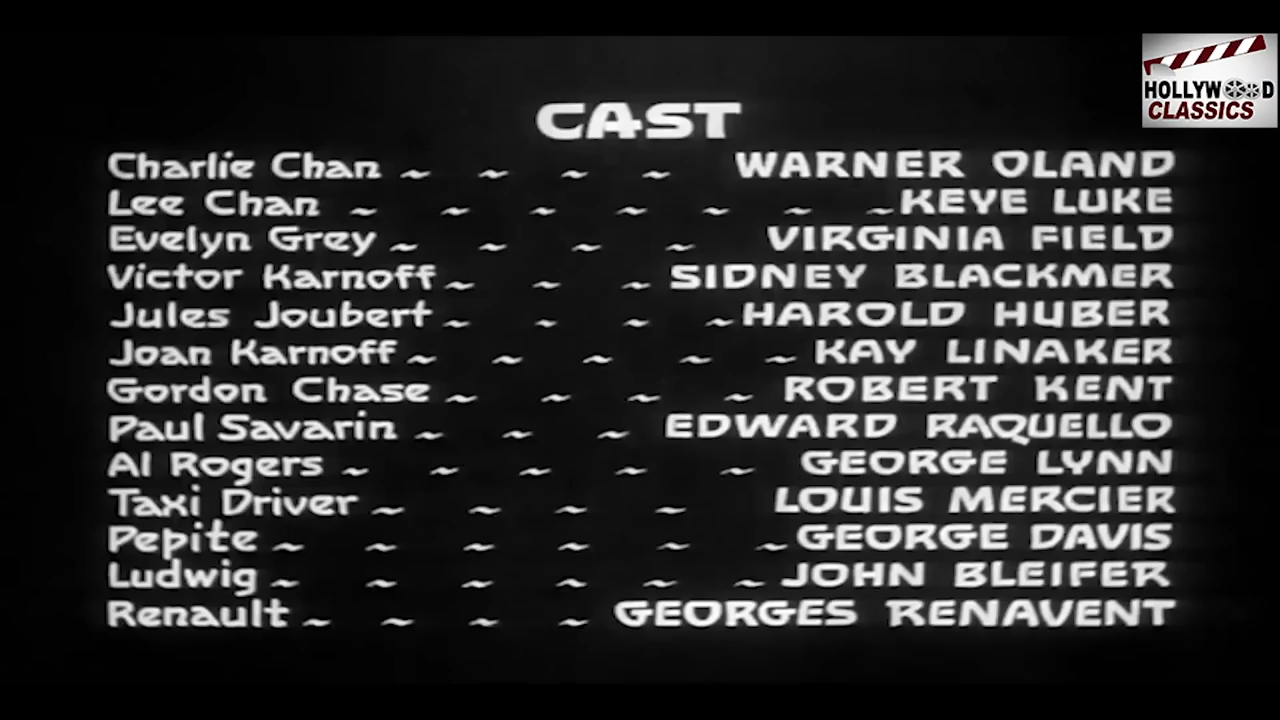 HOLLYWOOD
CLASSICS
CAST
Charlie Chan ~ ~ ~ ~ WARNER OLAND
Lee Chan ~ ~ ~ ~ ~ ~ ~ KEYE LUKE
Evelyn Grey ~ ~ ~ ~ VIRGINIA FIELD
Victor Karnoff ~ ~ ~ SIDNEY BLACKMER
Jules Joubert ~ ~ ~ ~ HAROLD HUBER
Joan Karnoff ~ ~ ~ ~ ~ KAY LINAKER
Gordon Chase ~ ~ ~ ~ ROBERT KENT
Paul Savarin ~ ~ ~ EDWARD RAQUELLO
Al Rogers ~ ~ ~ ~ ~ GEORGE LYNN
Taxi Driver ~ ~ ~ ~ LOUIS MERCIER
Pepite ~ ~ ~ ~ ~ ~ GEORGE DAVIS
Ludwig ~ ~ ~ ~ ~ ~ JOHN BLEIFER
Renault ~ ~ ~ ~ GEORGES RENAVENT